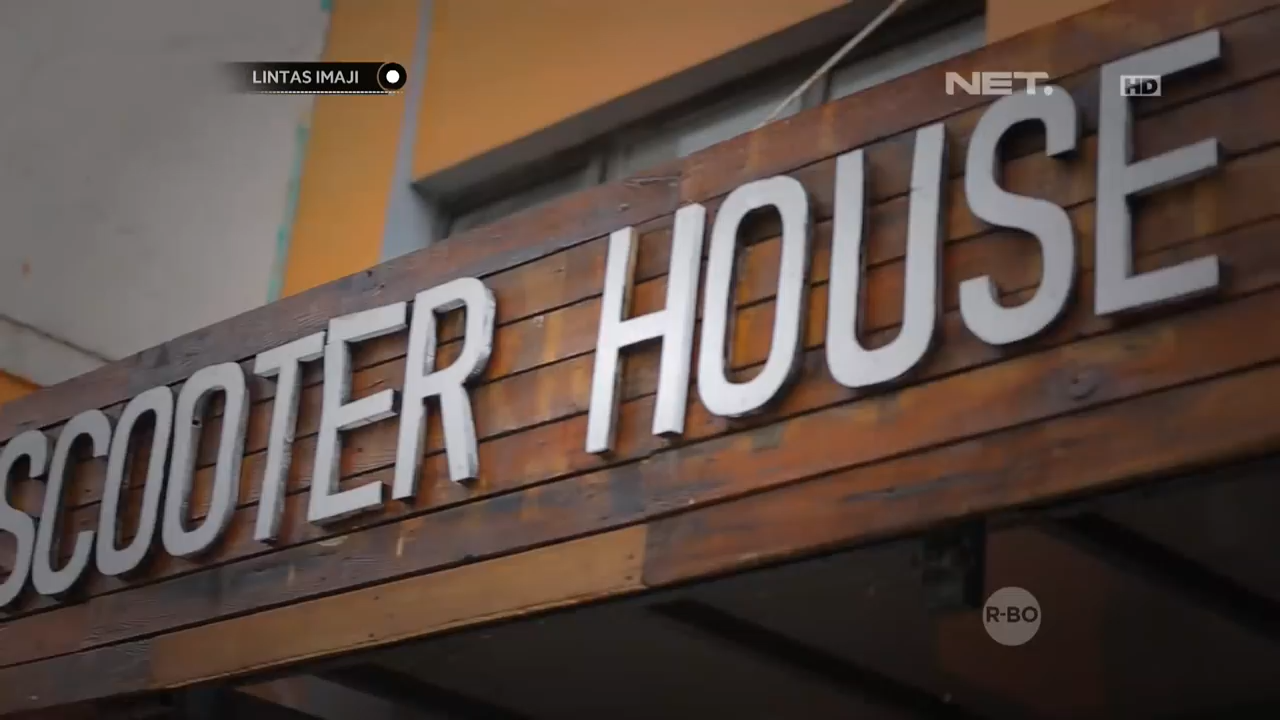 LINTAS IMAJI
NET.
HD
SCOOTER HOUSE
R-BO